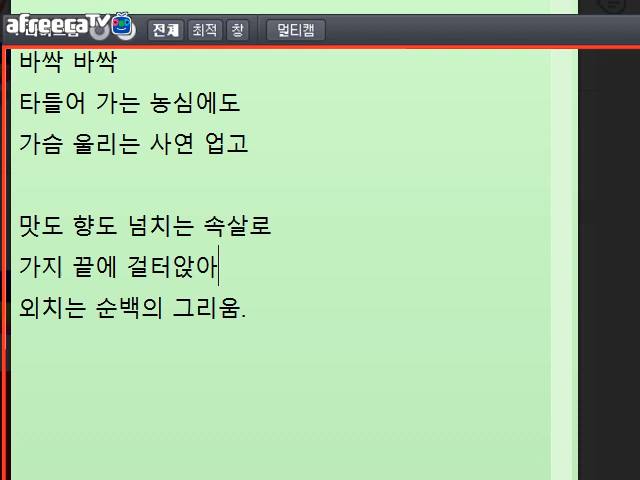 afreecaTV
전체 최적 창 멀티캠
바싹 바싹
타들어 가는 농심에도
가슴 울리는 사연 업고
맛도 향도 넘치는 속살로
가지 끝에 걸터앉아
외치는 순백의 그리움.